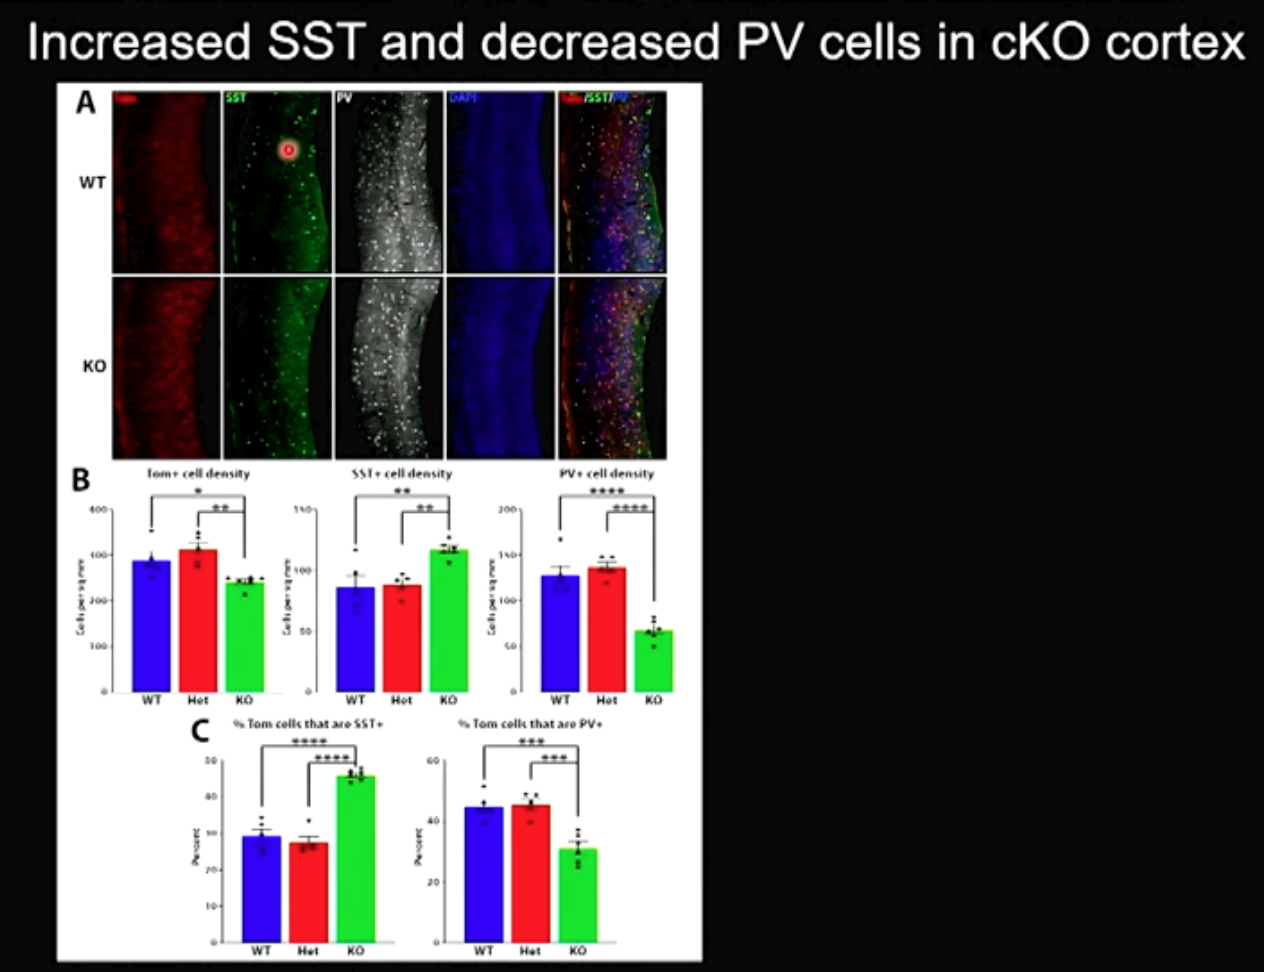 Increased SST and decreased PV cells in cKO cortex
A
SST
PV
DAPI
/SST/PV
WT
KO
B
Tom+ cell density
SST+ cell density
PV+ cell density
*
**
**
**
****
****
Cells per sq mm
400
300
200
100
0
Cells per sq mm
150
100
50
0
Cells per sq mm
200
150
100
50
0
WT Het KO
WT Het KO
WT Het KO
C
% Tom cells that are SST+
% Tom cells that are PV+
****
****
***
***
Percent
50
40
30
20
10
0
Percent
60
40
20
0
WT Het KO
WT Het KO